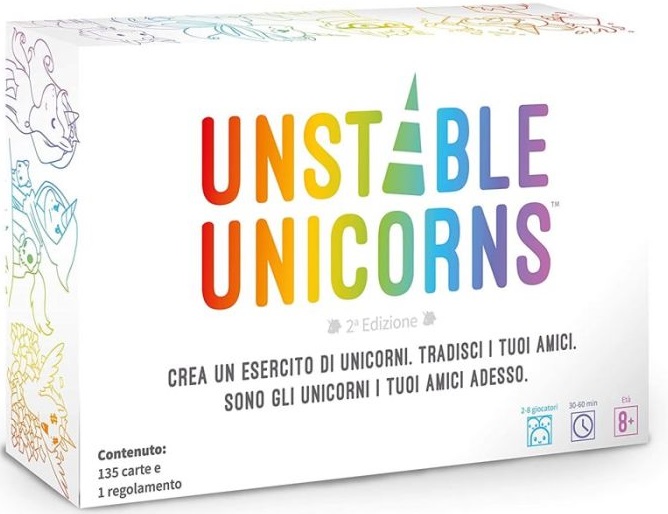 UNSTABLE
UNICORNS™
2ª Edizione
CREA UN ESERCITO DI UNICORNI. TRADISCI I TUOI AMICI.
SONO GLI UNICORNI I TUOI AMICI ADESSO.
2-8 giocatori
30-60 min
Età
8+
Contenuto:
135 carte e
1 regolamento